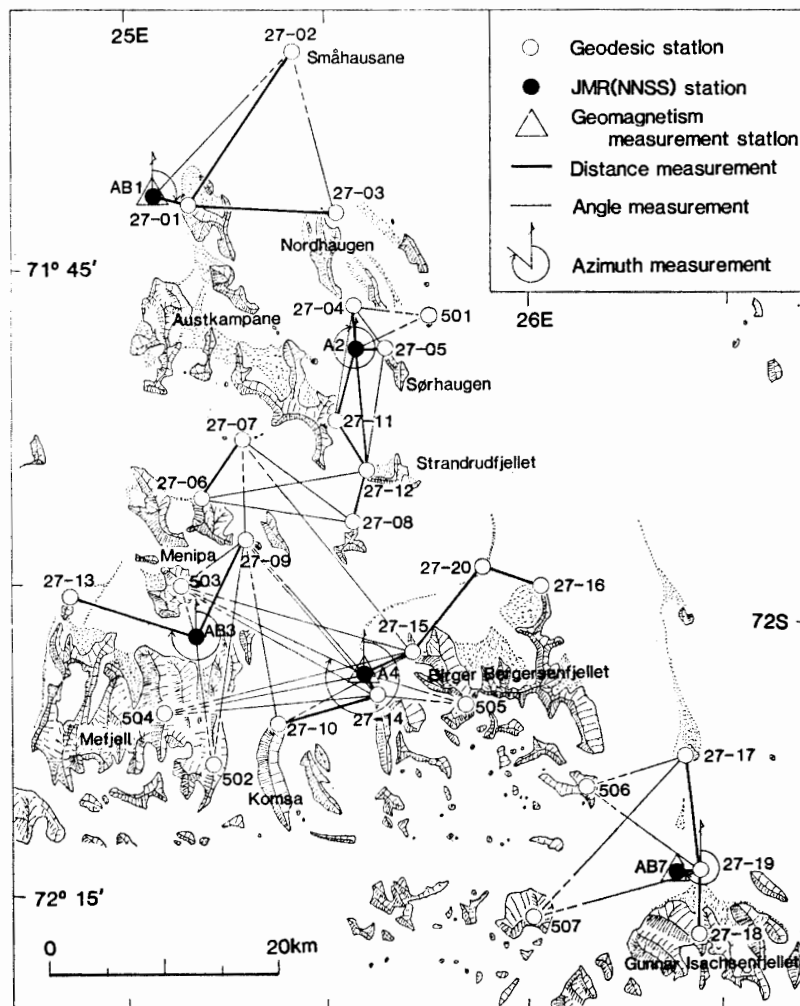 25E
27-02
Småhausane
Geodesic station
JMR(NNSS) station
Geomagnetism
measurement station
Distance measurement
Angle measurement
Azimuth measurement
AB1
27-01
27-03
Nordhaugen
71° 45'
27-04
501
26E
Austkampane
A2
27-05
Sørhaugen
27-11
27-07
Strandrudfjellet
27-12
27-06
27-08
Menipa
27-09
27-20
27-16
27-13
503
27-15
72S
AB3
A4
Birger Bergersenfjellet
504
27-14
505
27-10
Mefjell
27-17
502
506
Komsa
AB7
27-19
72° 15'
507
27-18
0
20km
Gunnar Isachsenfjellet